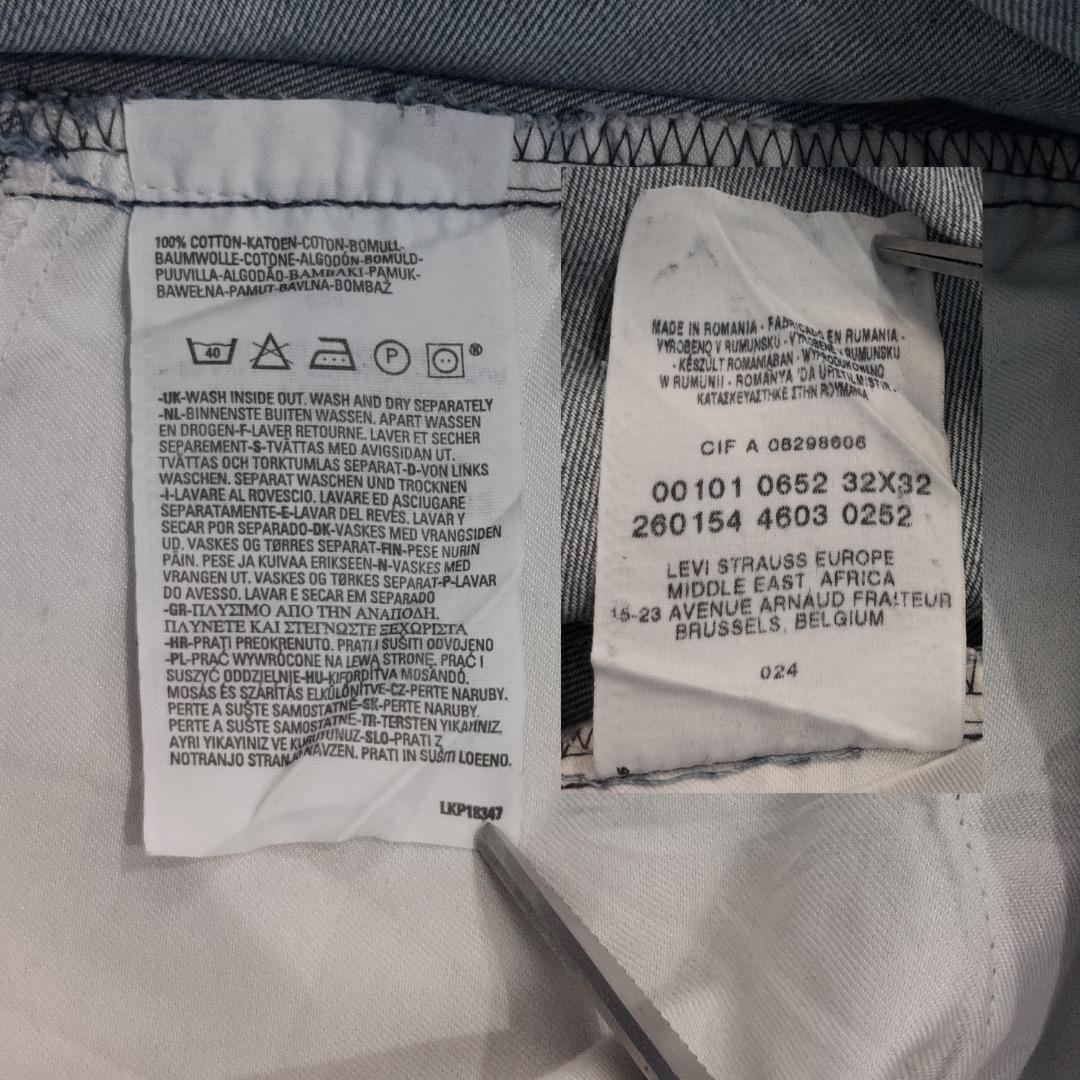 100% COTTON-KATOEN-COTON-BOMULL-
BAUMWOLLE-COTONE-ALGODÓN-BOMULD-
PUUVILLA-ALGODÃO-BAMBAKI-PAMUK-
BAWEŁNA-PAMUT-BAVLNA-BOMBAŽ
40 P ®
-UK-WASH INSIDE OUT. WASH AND DRY SEPARATELY
-NL-BINNENSTE BUITEN WASSEN. APART WASSEN
EN DROGEN-F-LAVER RETOURNE. LAVER ET SECHER
SEPAREMENT-S-TVÄTTAS MED AVIGSIDAN UT.
TVÄTTAS OCH TORKTUMLAS SEPARAT-D-VON LINKS
WASCHEN. SEPARAT WASCHEN UND TROCKNEN
-I-LAVARE AL ROVESCIO. LAVARE ED ASCIUGARE
SEPARATAMENTE-E-LAVAR DEL REVÉS. LAVAR Y
SECAR POR SEPARADO-DK-VASKES MED VRANGSIDEN
UD. VASKES OG TØRRES SEPARAT-FIN-PESE NURIN
PÄIN. PESE JA KUIVAA ERIKSEEN-N-VASKES MED
VRANGEN UT. VASKES OG TØRKES SEPARAT-P-LAVAR
DO AVESSO. LAVAR E SECAR EM SEPARADO
-GR-ΠΛΥΣΙΜΟ ΑΠΟ ΤΗΝ ΑΝΑΠΟΔΗ.
ΠΛΥΝΕΤΕ ΚΑΙ ΣΤΕΓΝΩΣΤΕ ΞΕΧΩΡΙΣΤΑ
-HR-PRATI PREOKRENUTO. PRATI I SUŠITI ODVOJENO
-PL-PRAĆ WYWRÓCONE NA LEWĄ STRONĘ. PRAĆ I
SUSZYĆ ODDZIELNIE-HU-KIFORDÍTVA MOSANDÓ.
MOSÁS ÉS SZÁRÍTÁS ELKÜLÖNÍTVE-CZ-PERTE NARUBY.
PERTE A SUŠTE SAMOSTATNĚ-SK-PERTE NARUBY.
PERTE A SUŠTE SAMOSTATNE-TR-TERSTEN YIKAYINIZ.
AYRI YIKAYINIZ VE KURUTUNUZ-SLO-PRATI Z
NOTRANJO STRANJO NAVZEN. PRATI IN SUŠITI LOEENO.
LKP18347
MADE IN ROMANIA · FABRICADO EN RUMANIA ·
VYROBENO V RUMUNSKU · RUMUNSKU
· KÉSZÜLT ROMÁNIÁBAN · WYPRODUKOWANO
W RUMUNII · ROMANYA 'DA ÜRETILMISTIR ·
ΚΑΤΑΣΚΕΥΑΣΤΗΚΕ ΣΤΗΝ ΡΟΥΜΑΝΙΑ
CIF A 08298606
00101 0652 32X32
260154 4603 0252
LEVI STRAUSS EUROPE
MIDDLE EAST, AFRICA
15-23 AVENUE ARNAUD FRAITEUR
BRUSSELS, BELGIUM
024